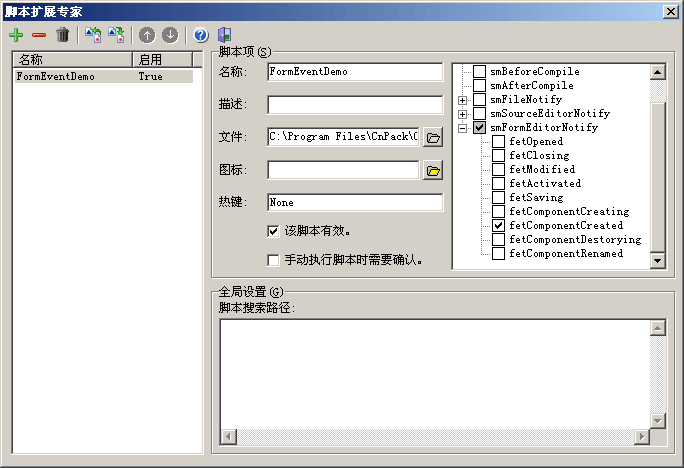 脚本扩展专家
名称 启用
FormEventDemo True
脚本项(S)
名称: FormEventDemo
描述:
文件: C:\Program Files\CnPack\C
图标:
热键: None
该脚本有效。
手动执行脚本时需要确认。
smBeforeCompile
smAfterCompile
smFileNotify
smSourceEditorNotify
smFormEditorNotify
fetOpened
fetClosing
fetModified
fetActivated
fetSaving
fetComponentCreating
fetComponentCreated
fetComponentDestorying
fetComponentRenamed
全局设置(G)
脚本搜索路径: